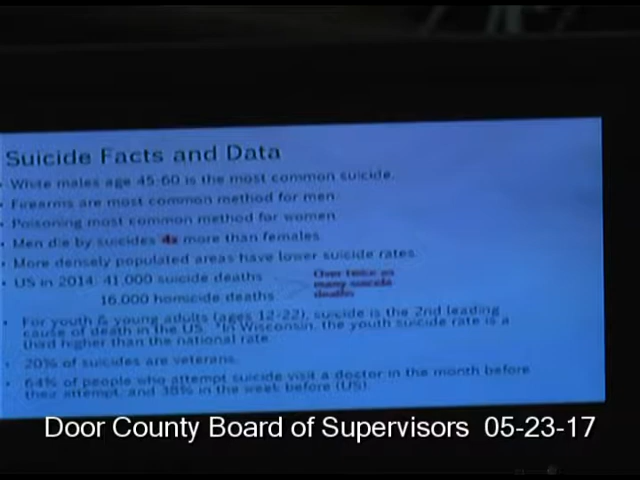 Suicide Facts and Data
• White males age 45-60 is the most common suicide.
• Firearms are most common method for men
• Poisoning most common method for women
• Men die by suicides 4x more than females
• More densely populated areas have lower suicide rates.
• US in 2014: 41,000 suicide deaths
16,000 homicide deaths
Over twice as
many suicide
deaths
• For youth & young adults (ages 12-22), suicide is the 2nd leading
cause of death in the US. *In Wisconsin, the youth suicide rate is a
third higher than the national rate
• 20% of suicides are veterans.
• 64% of people who attempt suicide visit a doctor in the month before
their attempt, and 38% in the week before (US).
Door County Board of Supervisors 05-23-17